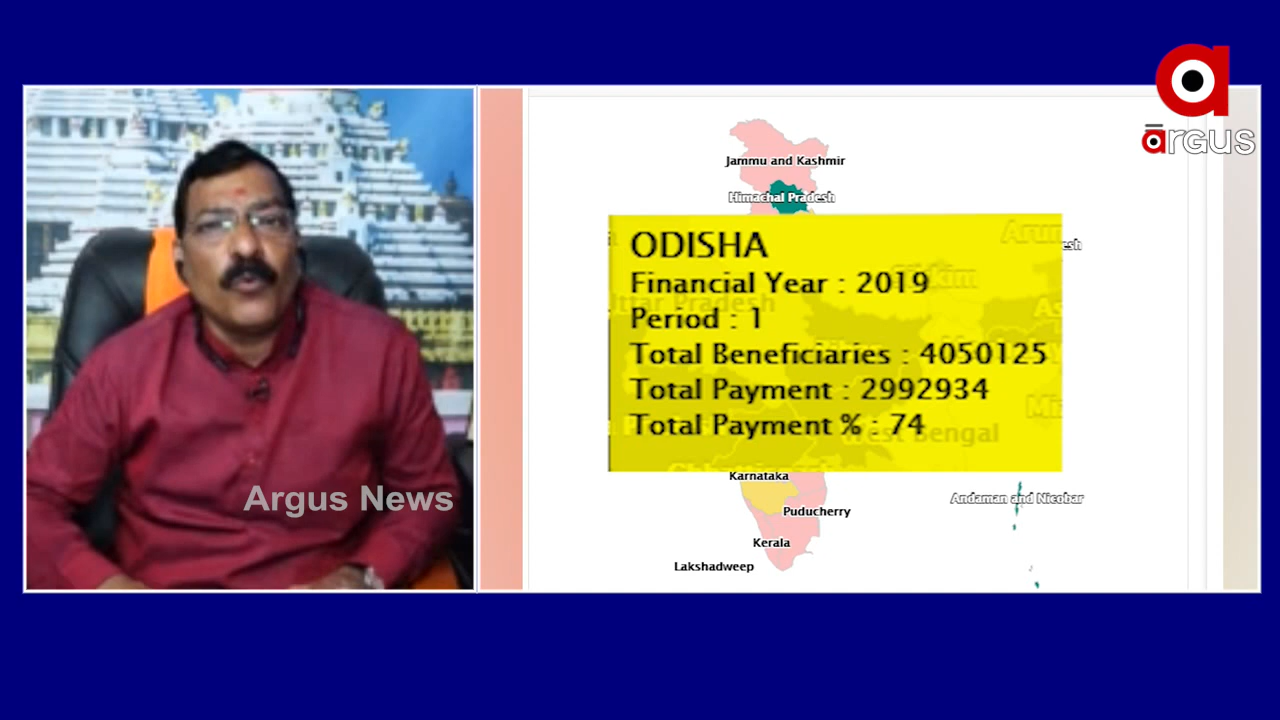 argus
Jammu and Kashmir
Himachal Pradesh
ODISHA
Financial Year : 2019
Period : 1
Total Beneficiaries : 4050125
Total Payment : 2992934
Total Payment % : 74
West Bengal
Karnataka
Puducherry
Kerala
Lakshadweep
Andaman and Nicobar
Argus News